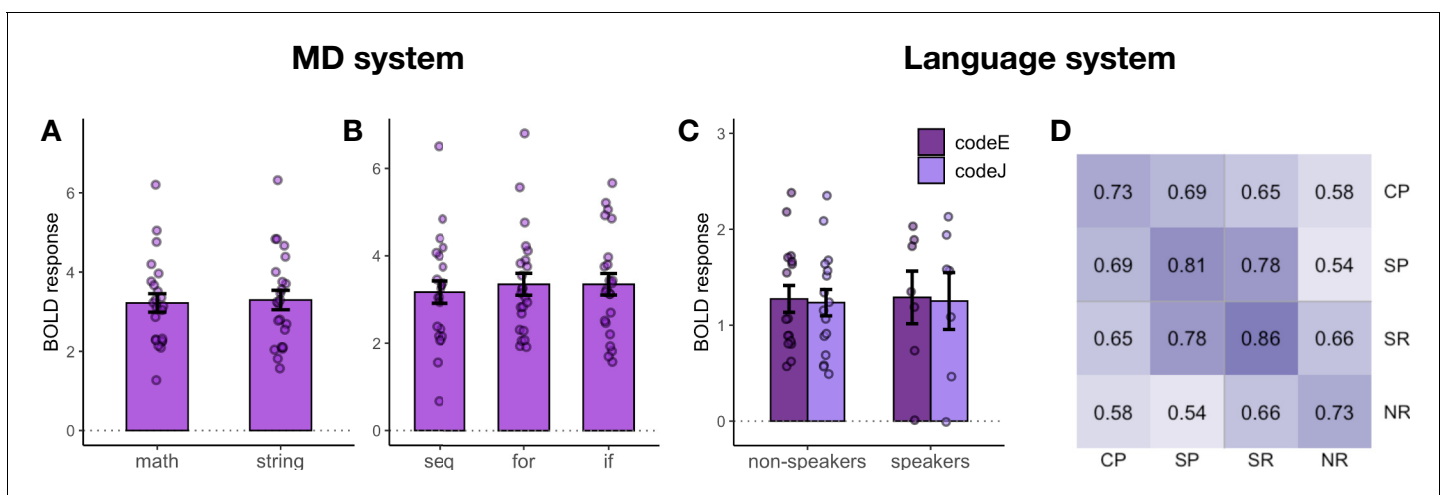 MD system
Language system
A
BOLD response
6
4
2
0
math
string
B
6
4
2
0
seq
for
if
C
BOLD response
3
2
1
0
codeE
codeJ
non-speakers
speakers
D
0.73 0.69 0.65 0.58 CP
0.69 0.81 0.78 0.54 SP
0.65 0.78 0.86 0.66 SR
0.58 0.54 0.66 0.73 NR
CP SP SR NR